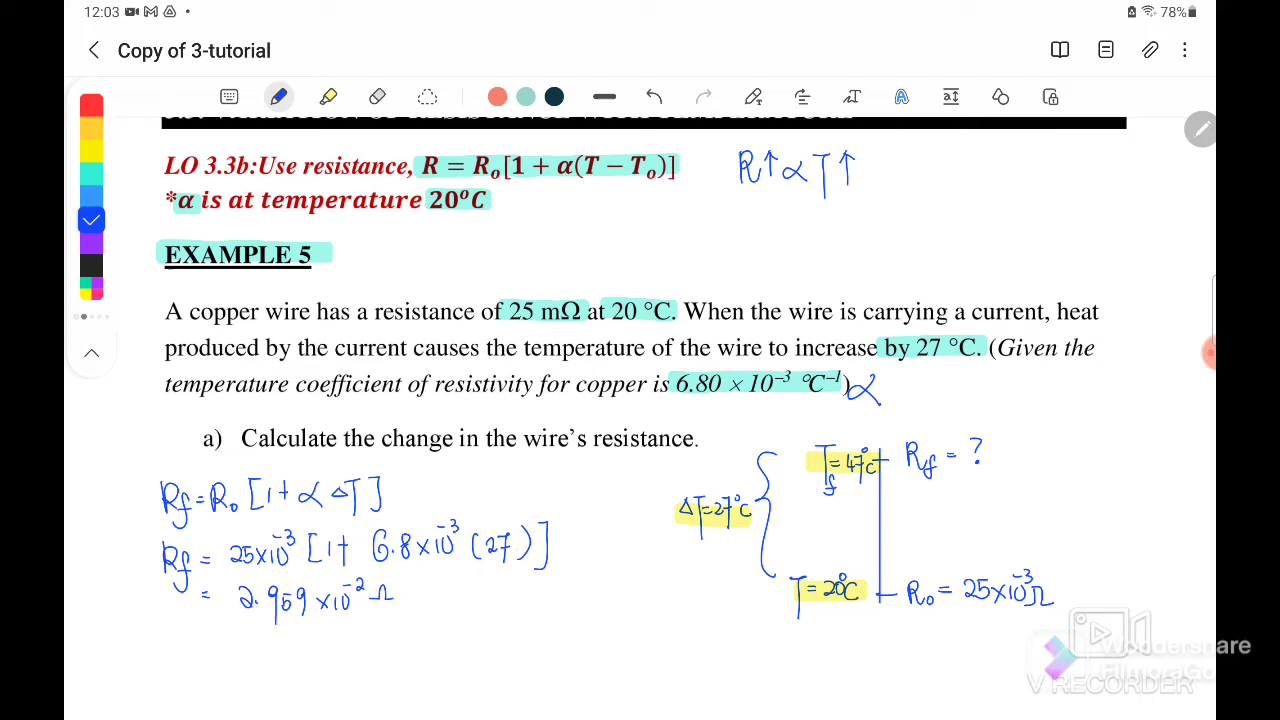 12:03 78%
Copy of 3-tutorial
LO 3.3b:Use resistance, R = Rₒ[1 + α(T − Tₒ)]
R↑ ∝ T↑
*α is at temperature 20°C
EXAMPLE 5
A copper wire has a resistance of 25 mΩ at 20 °C. When the wire is carrying a current, heat
produced by the current causes the temperature of the wire to increase by 27 °C. (Given the
temperature coefficient of resistivity for copper is 6.80 × 10⁻³ °C⁻¹) α
a) Calculate the change in the wire's resistance.
Rf = Rₒ [1 + α ΔT]
Rf = 25×10⁻³ [1 + 6.8×10⁻³ (27)]
= 2.959×10⁻² Ω
Tf = 47°C Rf = ?
ΔT = 27°C
T = 20°C Rₒ = 25×10⁻³ Ω
Wondershare
FilmoraGo
V RECORDER